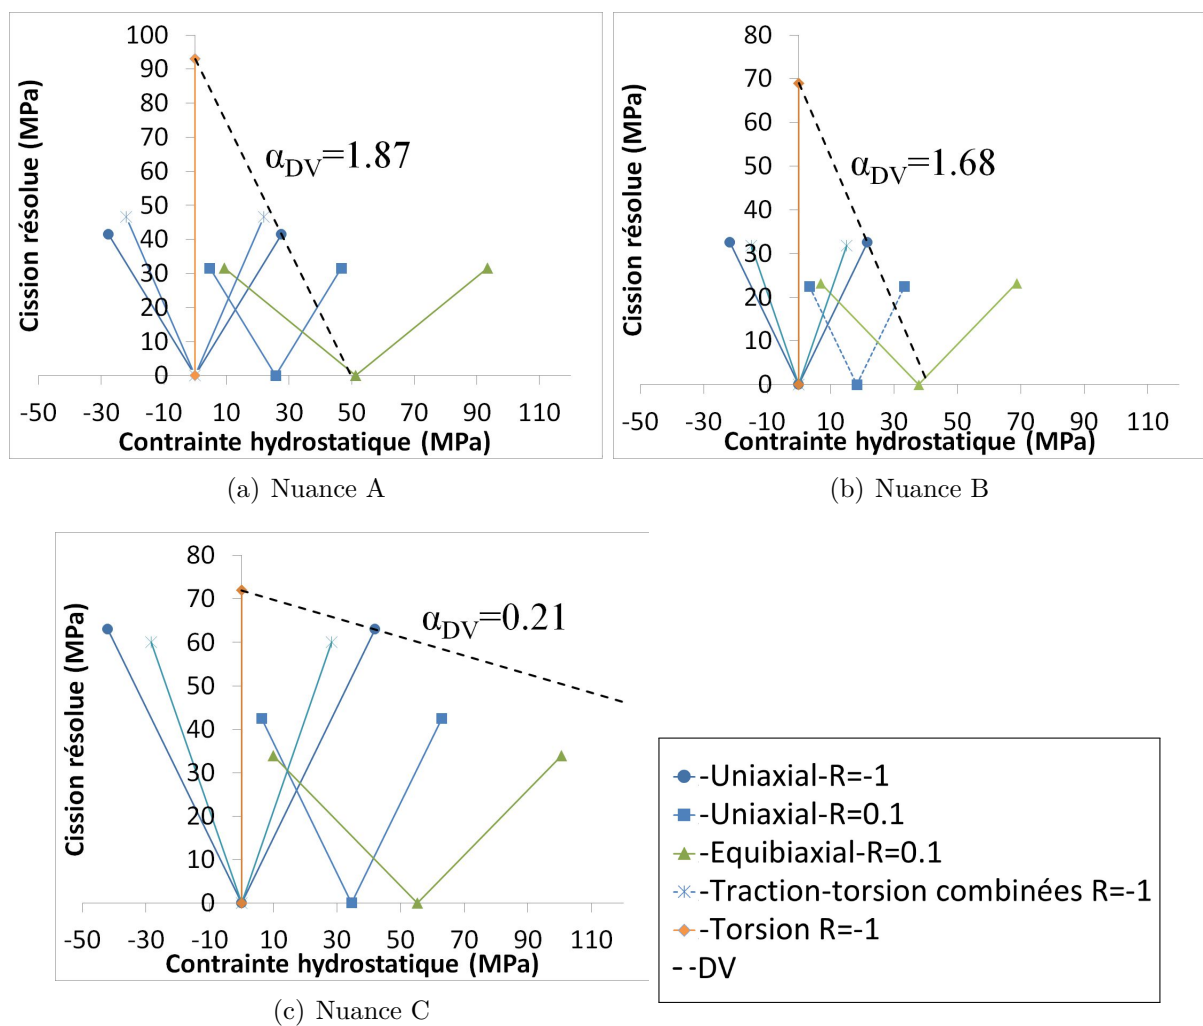 100
90
80
70
60
50
40
30
20
10
0
-50 -30 -10 10 30 50 70 90 110
Cission résolue (MPa)
Contrainte hydrostatique (MPa)
αDV=1.87
(a) Nuance A
80
70
60
50
40
30
20
10
0
-50 -30 -10 10 30 50 70 90 110
Cission résolue (MPa)
Contrainte hydrostatique (MPa)
αDV=1.68
(b) Nuance B
80
70
60
50
40
30
20
10
0
-50 -30 -10 10 30 50 70 90 110
Cission résolue (MPa)
Contrainte hydrostatique (MPa)
αDV=0.21
(c) Nuance C
-Uniaxial-R=-1
-Uniaxial-R=0.1
-Equibiaxial-R=0.1
-Traction-torsion combinées R=-1
-Torsion R=-1
DV